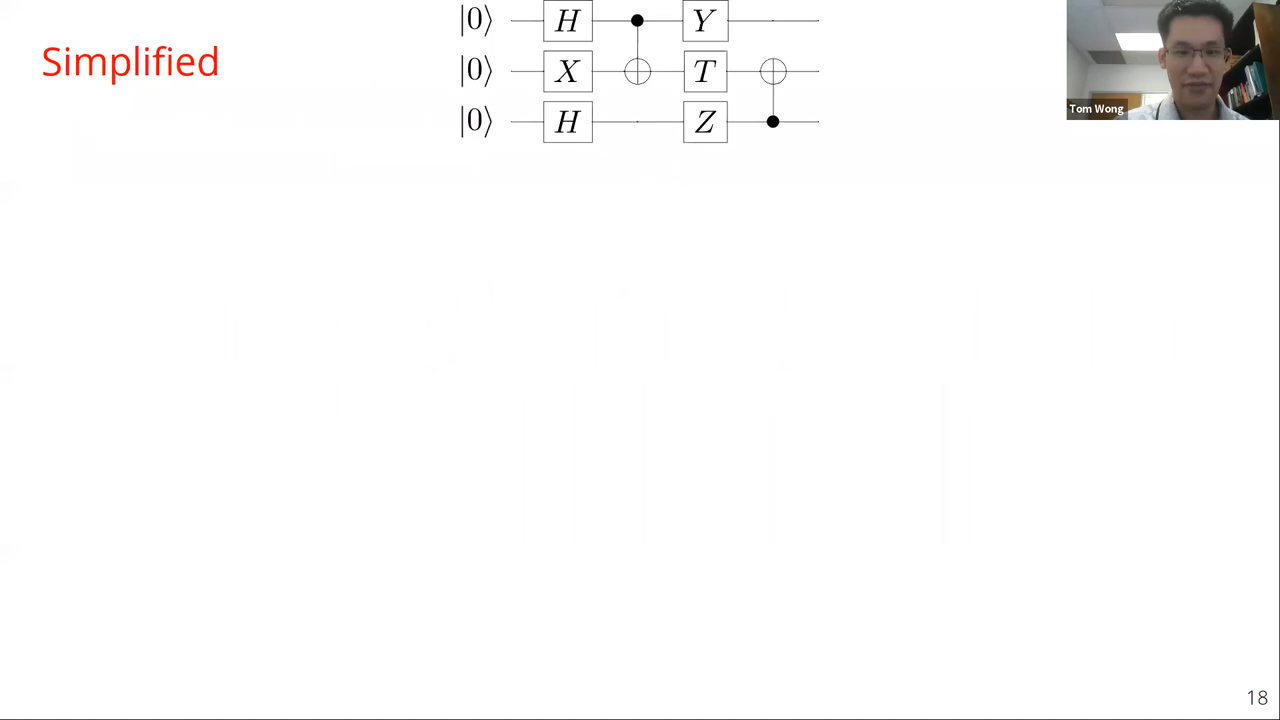 Simplified
|0⟩ H Y
|0⟩ X T
|0⟩ H Z
Tom Wong
18